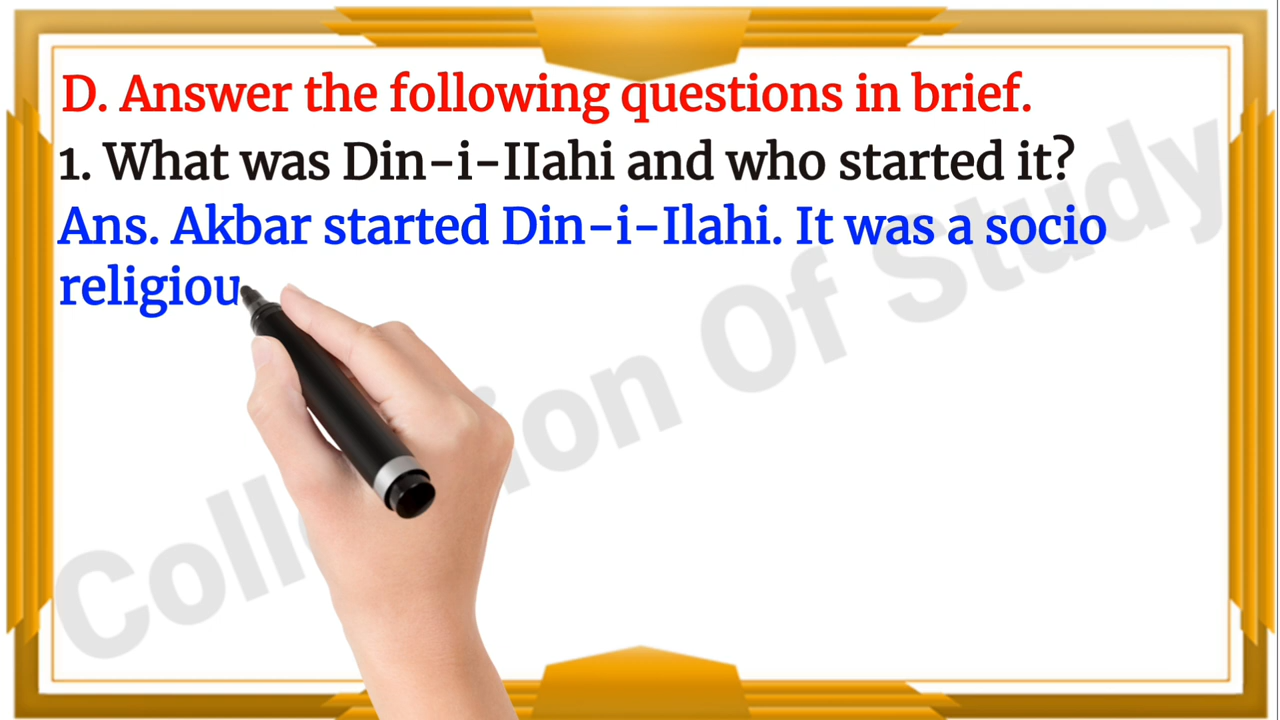 D. Answer the following questions in brief.
1. What was Din-i-IIahi and who started it?
Ans. Akbar started Din-i-Ilahi. It was a socio
religiou
Collection Of Study